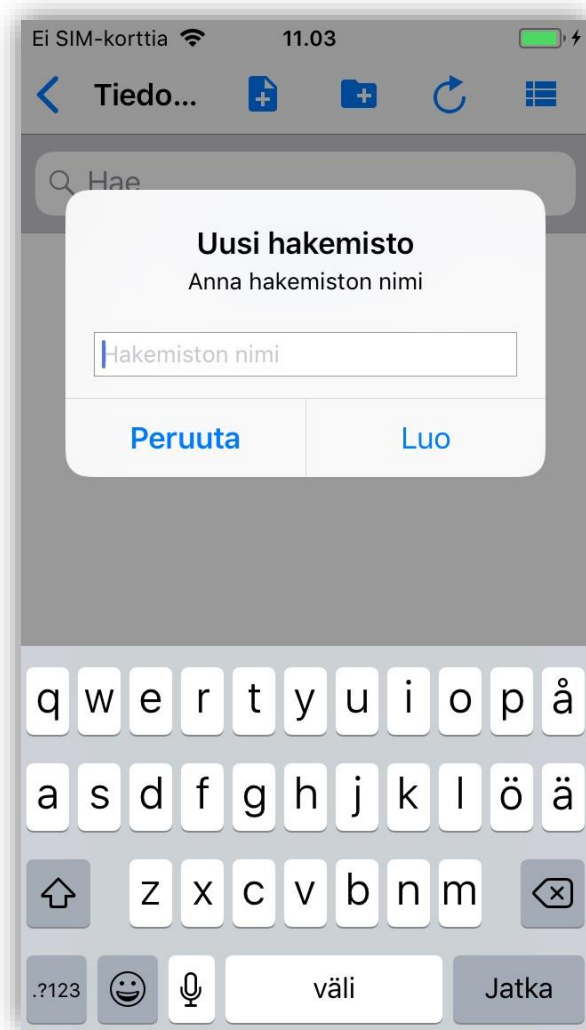 Ei SIM-korttia 11.03
Tiedo...
Hae
Uusi hakemisto
Anna hakemiston nimi
Hakemiston nimi
Peruuta Luo
q w e r t y u i o p å
a s d f g h j k l ö ä
z x c v b n m
.?123 väli Jatka